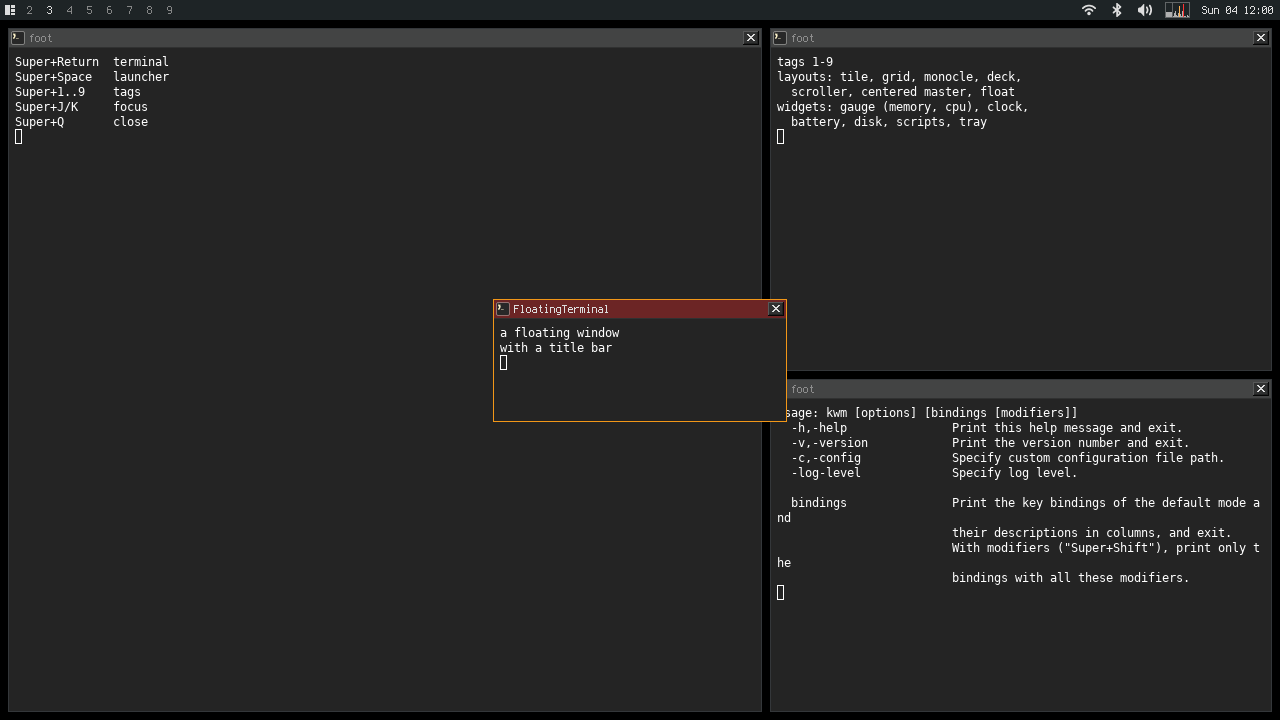 2 3 4 5 6 7 8 9
Sun 04 12:00
foot
Super+Return terminal
Super+Space launcher
Super+1..9 tags
Super+J/K focus
Super+Q close
foot
tags 1-9
layouts: tile, grid, monocle, deck,
scroller, centered master, float
widgets: gauge (memory, cpu), clock,
battery, disk, scripts, tray
FloatingTerminal
a floating window
with a title bar
foot
sage: kwm [options] [bindings [modifiers]]
-h,-help Print this help message and exit.
-v,-version Print the version number and exit.
-c,-config Specify custom configuration file path.
-log-level Specify log level.
bindings Print the key bindings of the default mode a
nd
their descriptions in columns, and exit.
With modifiers ("Super+Shift"), print only t
he
bindings with all these modifiers.